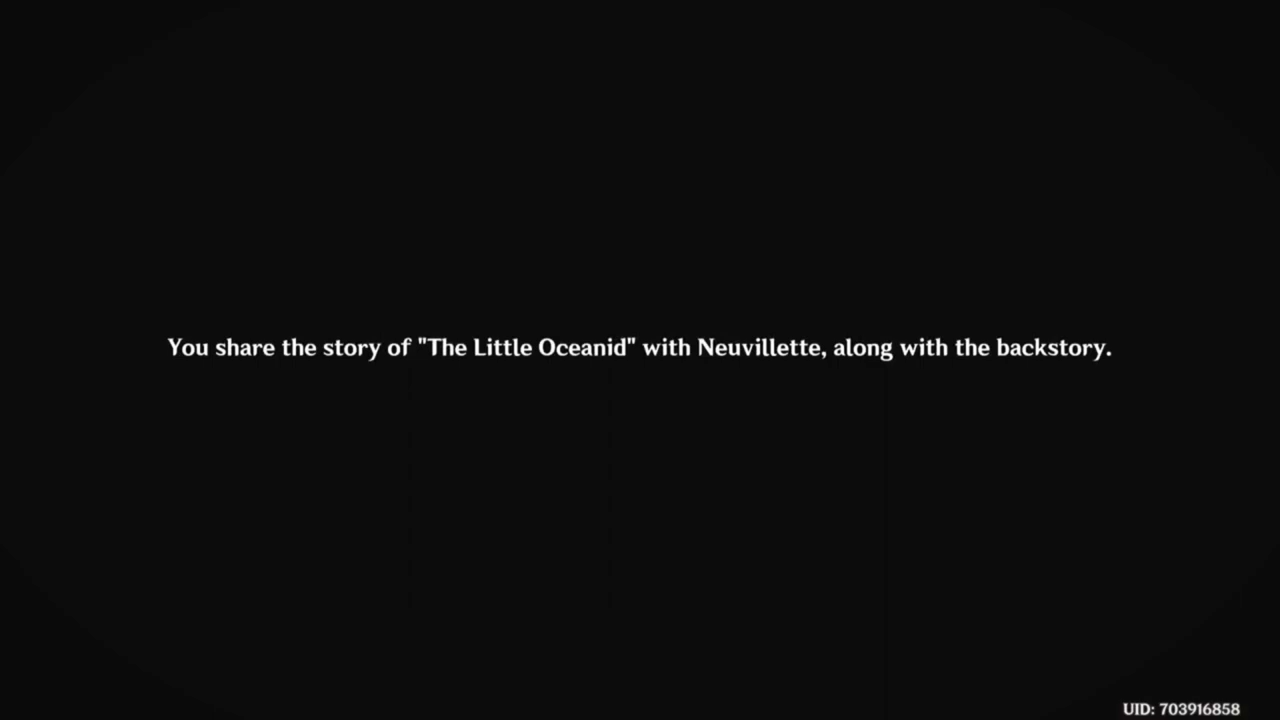 You share the story of "The Little Oceanid" with Neuvillette, along with the backstory.
UID: 703916858